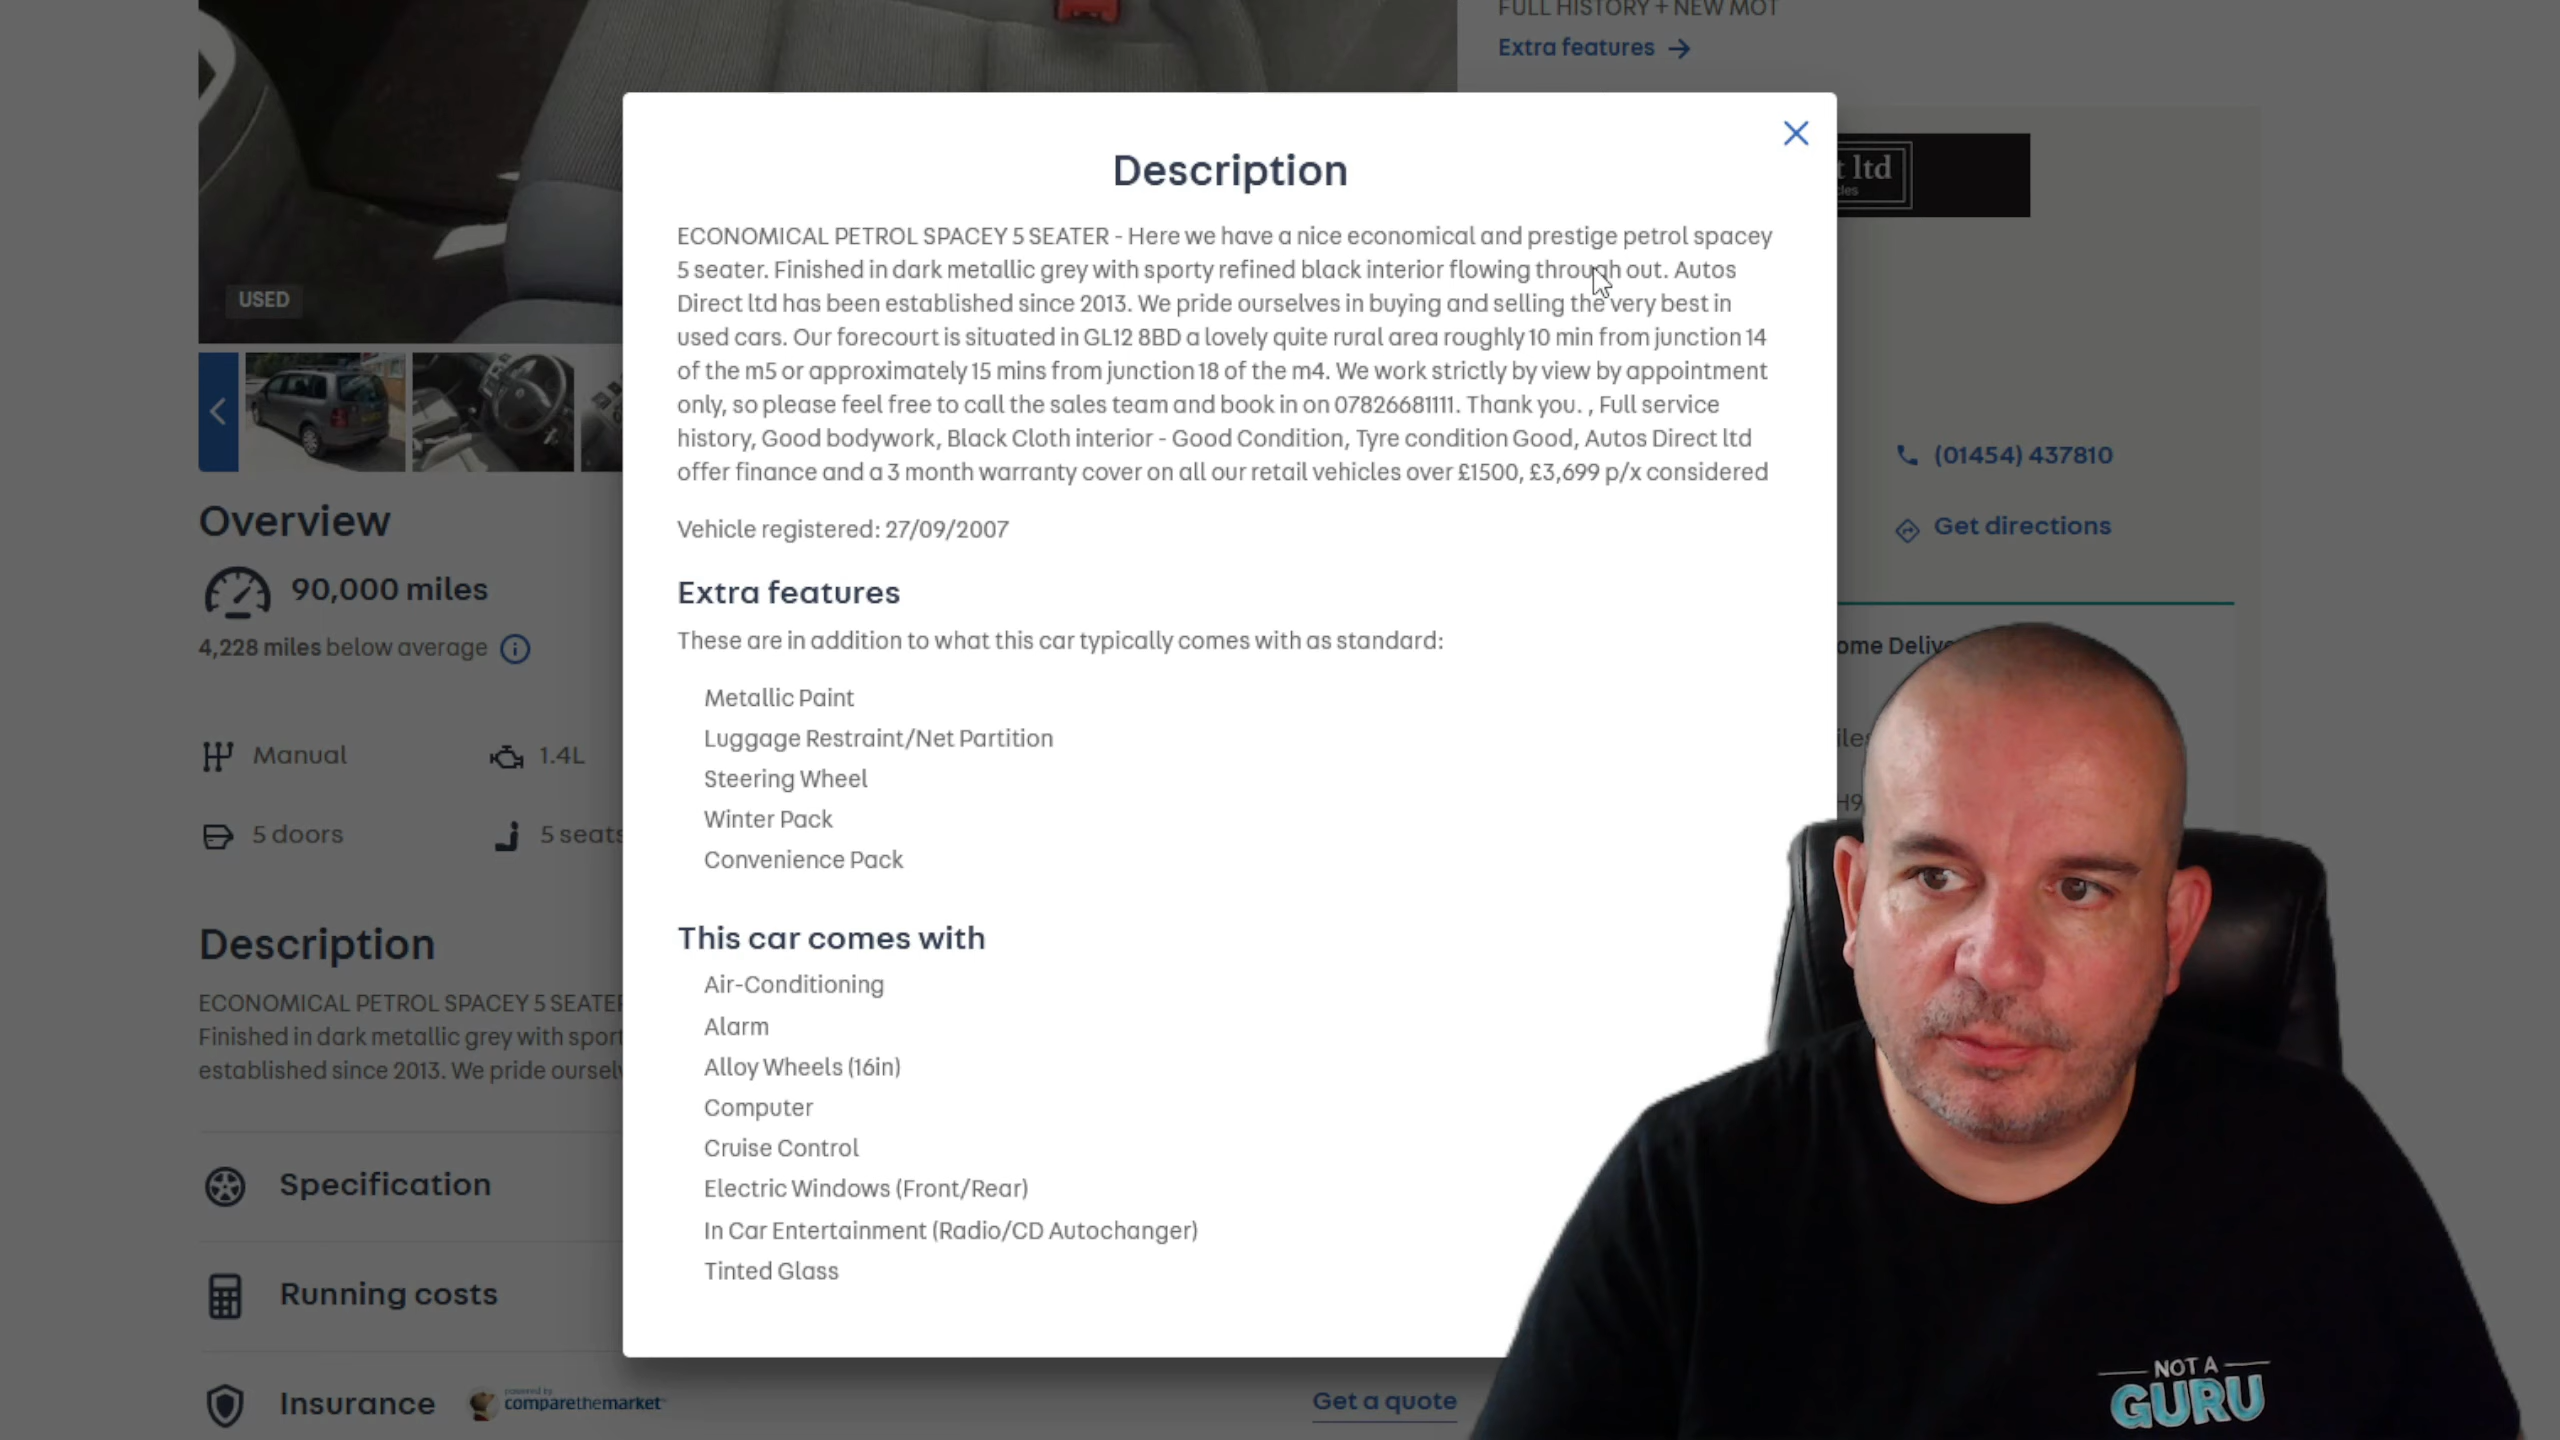 FULL HISTORY + NEW MOT
Extra features
Description
t ltd
cles
ECONOMICAL PETROL SPACEY 5 SEATER - Here we have a nice economical and prestige petrol spacey
5 seater. Finished in dark metallic grey with sporty refined black interior flowing through out. Autos
Direct ltd has been established since 2013. We pride ourselves in buying and selling the very best in
used cars. Our forecourt is situated in GL12 8BD a lovely quite rural area roughly 10 min from junction 14
of the m5 or approximately 15 mins from junction 18 of the m4. We work strictly by view by appointment
only, so please feel free to call the sales team and book in on 07826681111. Thank you. , Full service
history, Good bodywork, Black Cloth interior - Good Condition, Tyre condition Good, Autos Direct ltd
offer finance and a 3 month warranty cover on all our retail vehicles over £1500, £3,699 p/x considered
Vehicle registered: 27/09/2007
Extra features
These are in addition to what this car typically comes with as standard:
Metallic Paint
Luggage Restraint/Net Partition
Steering Wheel
Winter Pack
Convenience Pack
This car comes with
Air-Conditioning
Alarm
Alloy Wheels (16in)
Computer
Cruise Control
Electric Windows (Front/Rear)
In Car Entertainment (Radio/CD Autochanger)
Tinted Glass
USED
Overview
90,000 miles
4,228 miles below average
Manual
1.4L
5 doors
5 seats
Description
ECONOMICAL PETROL SPACEY 5 SEATER
Finished in dark metallic grey with sport
established since 2013. We pride ourselv
Specification
Running costs
Insurance
powered by
comparethemarket
Get a quote
(01454) 437810
Get directions
ome Delive
iles
H9
NOT A
GURU